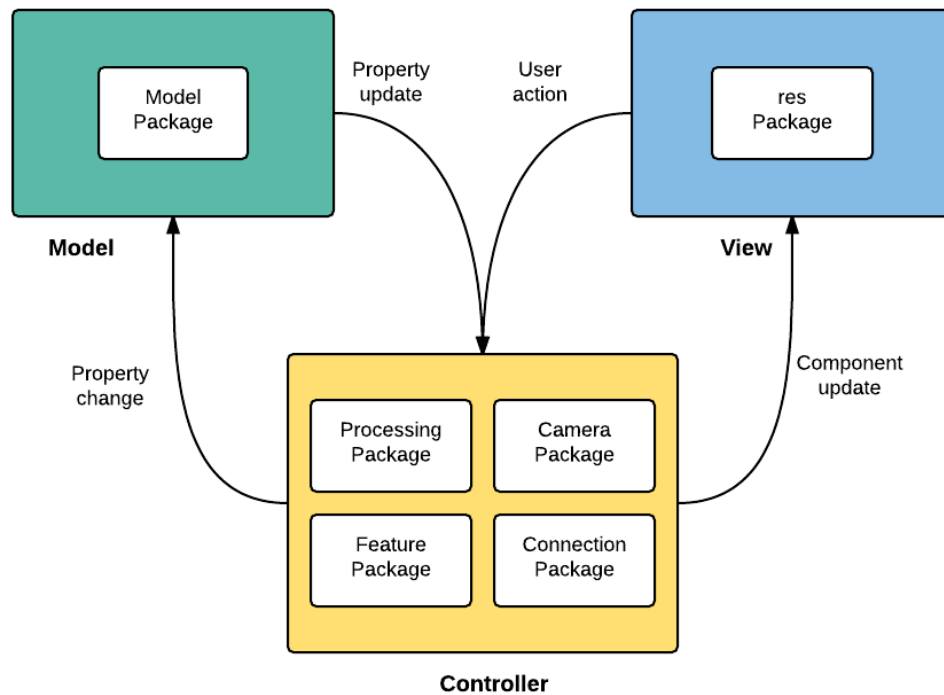 Model
Package
Property
update
User
action
res
Package
Model
View
Property
change
Component
update
Processing
Package
Camera
Package
Feature
Package
Connection
Package
Controller